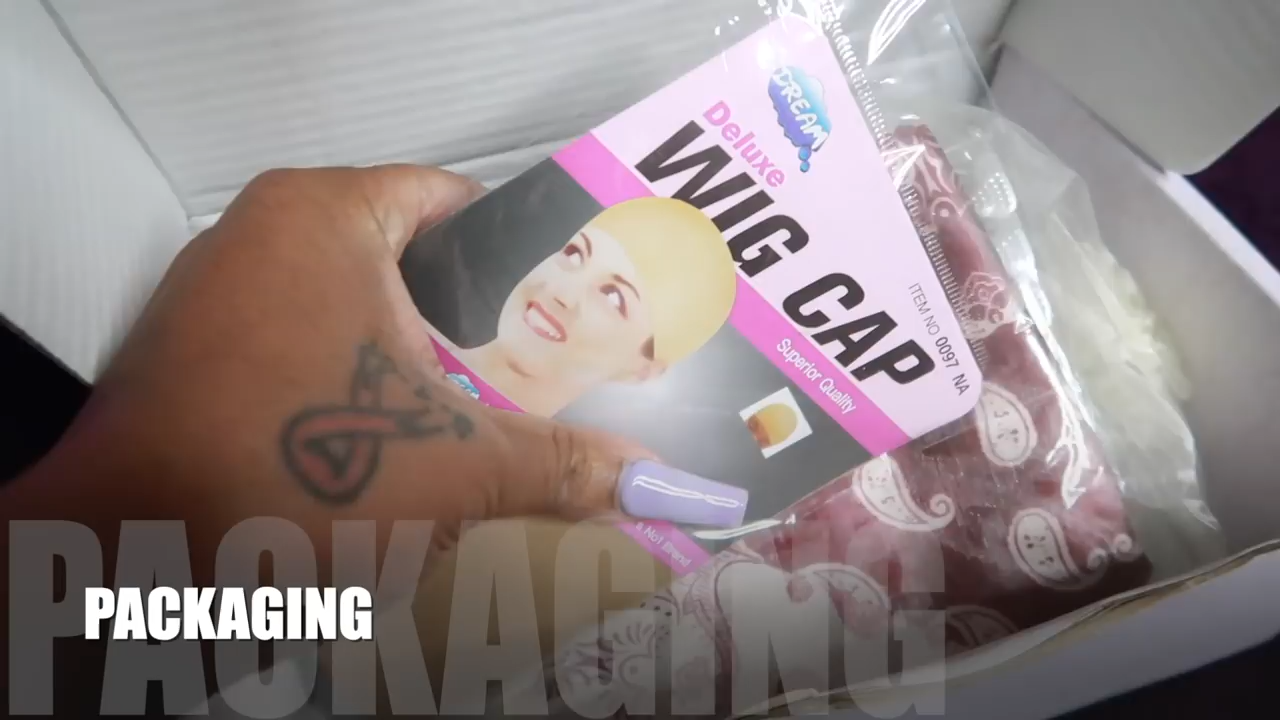 DREAM
Deluxe
WIG CAP
ITEM NO 0097 NA
Superior Quality
PACKAGING
PACKAGING